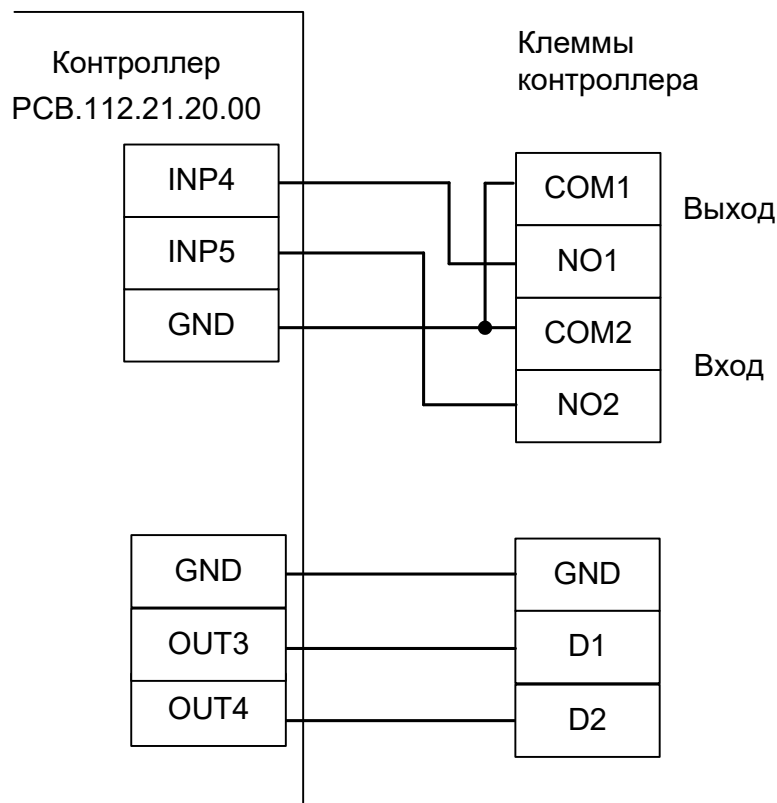 Контроллер
PCB.112.21.20.00
Клеммы
контроллера
INP4
INP5
GND
COM1
NO1
COM2
NO2
Выход
Вход
GND
OUT3
OUT4
GND
D1
D2